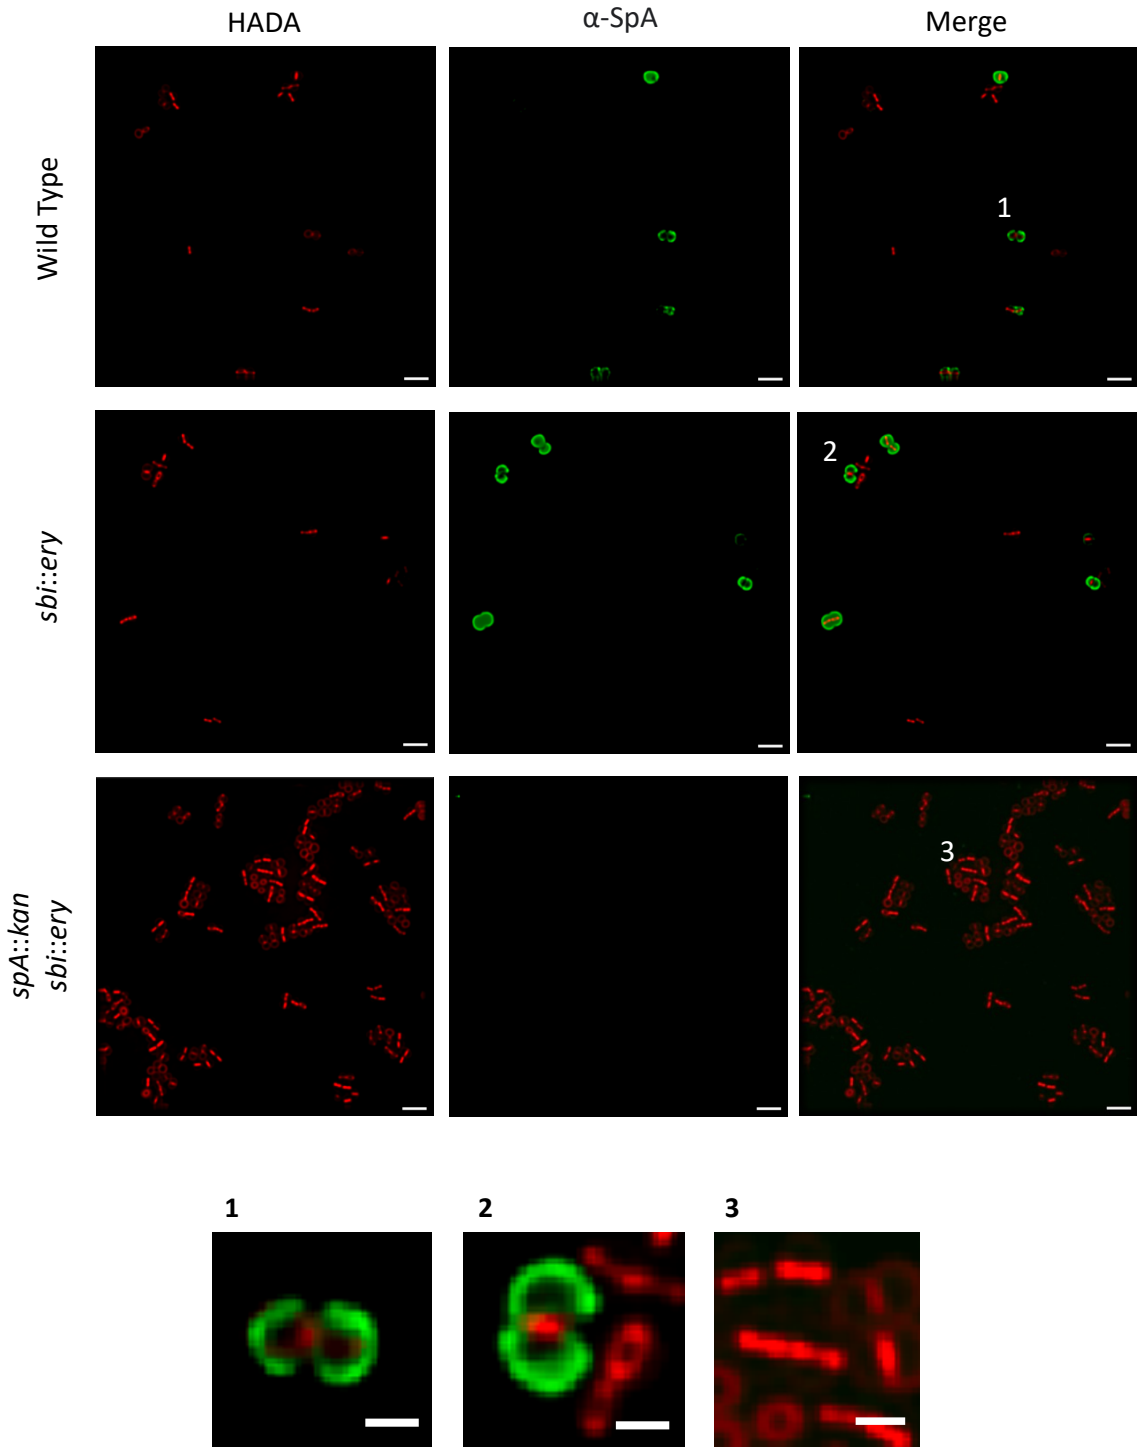 HADA α-SpA Merge
Wild Type
1
sbi::ery
2
spA::kan
sbi::ery
3
1 2 3